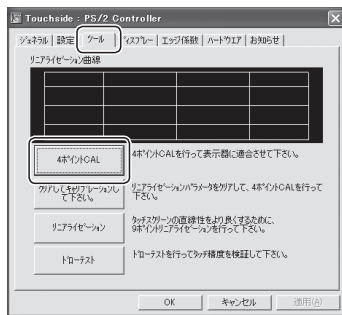 Touchside : PS/2 Controller
ジェネラル 設定 ツール ディスプレー エッジ係数 ハードウエア お知らせ
リニアライゼーション曲線
4ポイントCAL
4ポイントCALを行って表示器に適合させて下さい。
クリアしてキャリブレーションし
て下さい。
リニアライゼーションパラメータをクリアして、4ポイントCALを行って
下さい。
リニアライゼーション
タッチスクリーンの直線性をより良くするために、
9ポイントリニアライゼーションを行って下さい。
ドローテスト
ドローテストを行ってタッチ精度を検証して下さい。
OK キャンセル 適用(A)